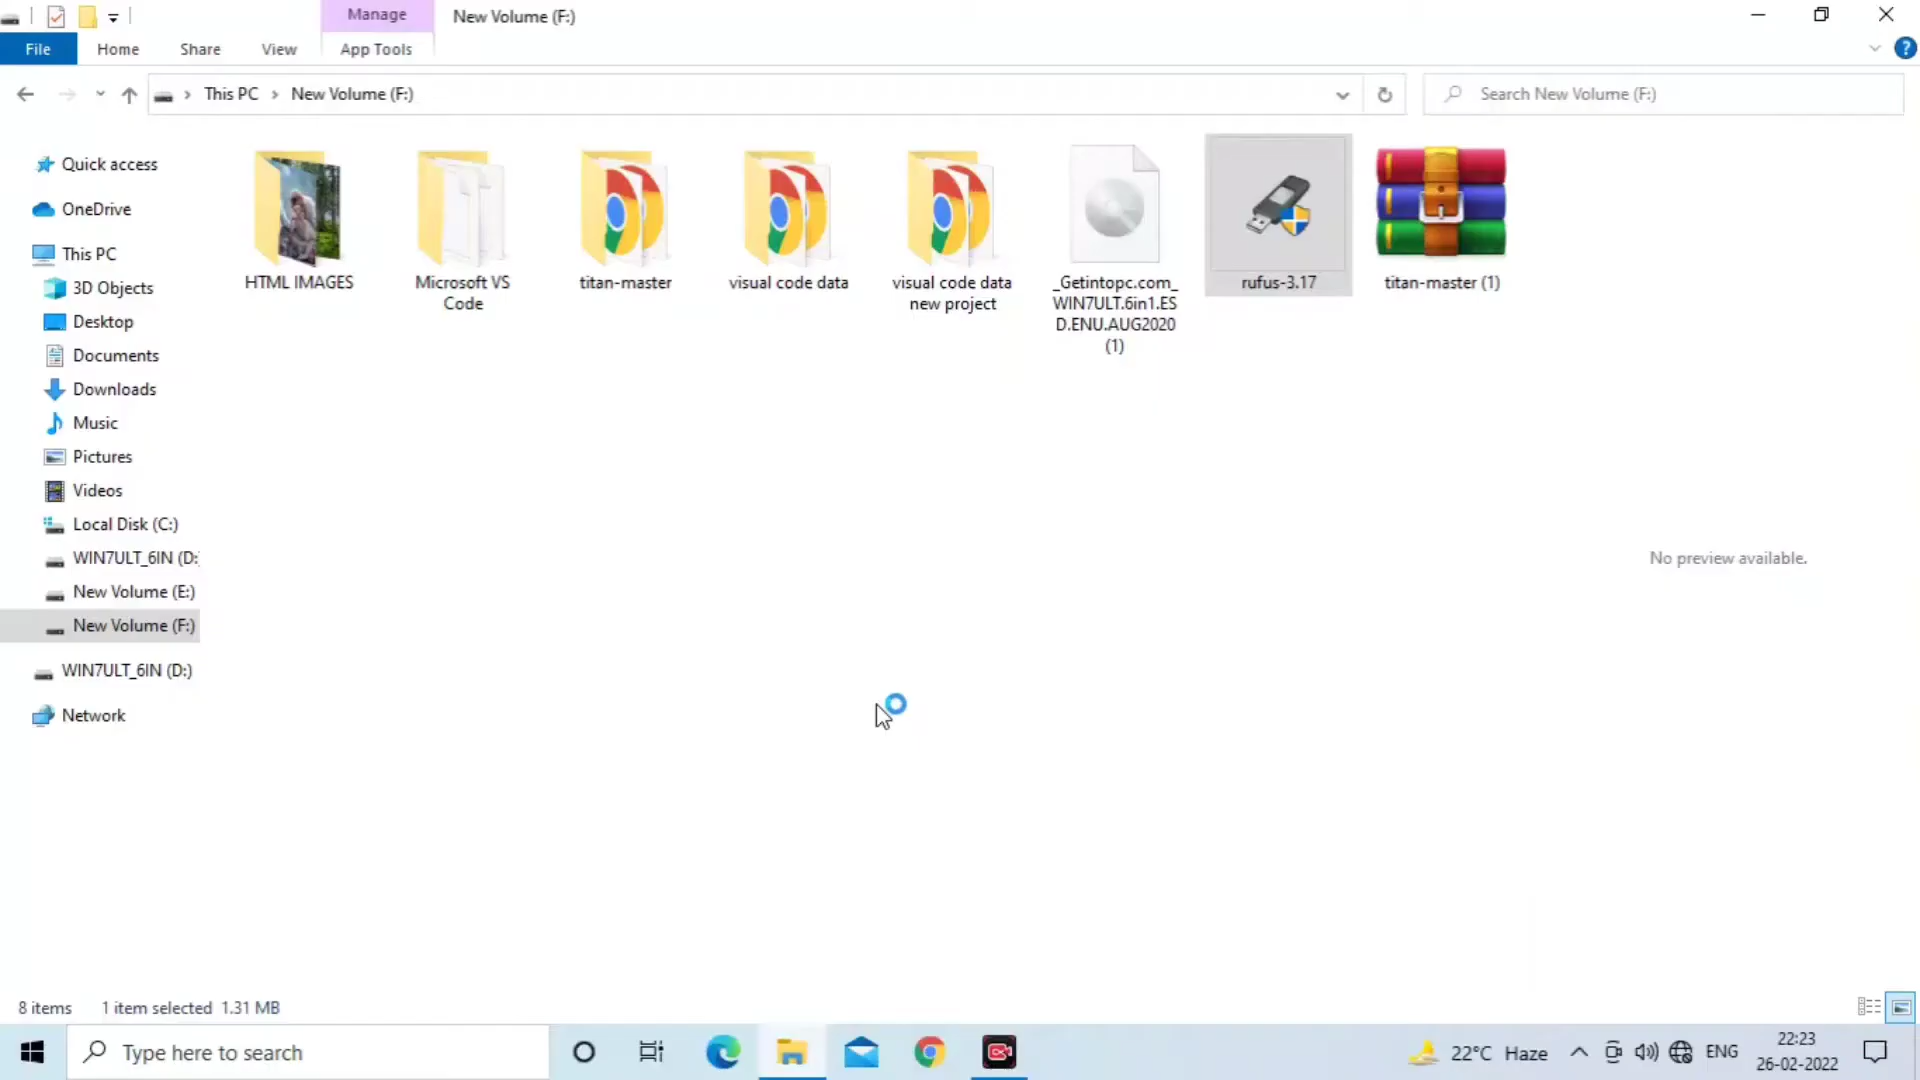 Manage
New Volume (F:)
File
Home
Share
View
App Tools
This PC
New Volume (F:)
Search New Volume (F:)
Quick access
OneDrive
This PC
3D Objects
Desktop
Documents
Downloads
Music
Pictures
Videos
Local Disk (C:)
WIN7ULT_6IN (D:
New Volume (E:)
New Volume (F:)
WIN7ULT_6IN (D:)
Network
HTML IMAGES
Microsoft VS
Code
titan-master
visual code data
visual code data
new project
_Getintopc.com_
WIN7ULT.6in1.ES
D.ENU.AUG2020
(1)
rufus-3.17
titan-master (1)
No preview available.
8 items
1 item selected 1.31 MB
Type here to search
22°C Haze
ENG
22:23
26-02-2022